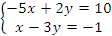 -5x + 2y = 10
x - 3y = -1